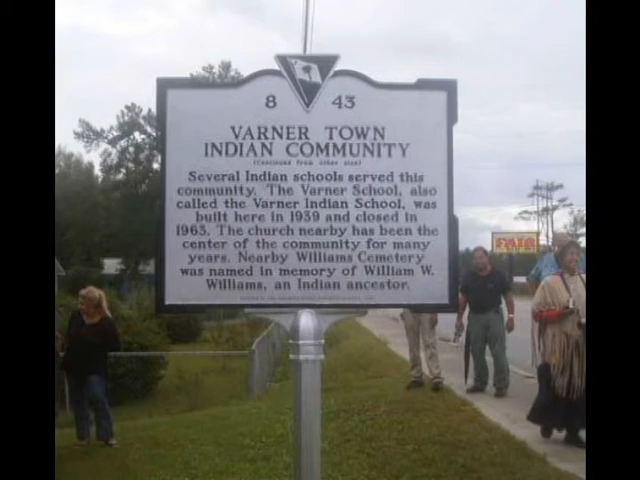 8 43
VARNER TOWN
INDIAN COMMUNITY
(Continued from other side)
Several Indian schools served this
community. The Varner School, also
called the Varner Indian School, was
built here in 1939 and closed in
1963. The church nearby has been the
center of the community for many
years. Nearby Williams Cemetery
was named in memory of William W.
Williams, an Indian ancestor.
FAIR